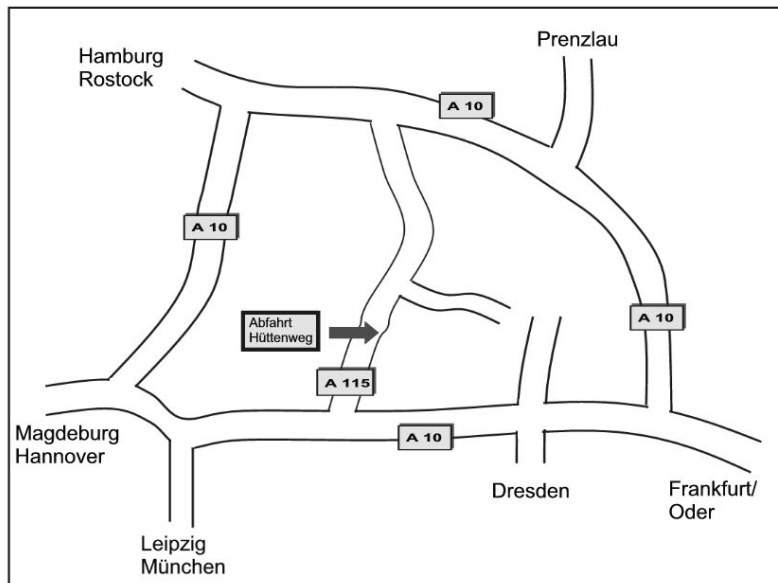 Prenzlau
Hamburg
Rostock
A 10
A 10
Abfahrt
Hüttenweg
A 10
A 115
Magdeburg
Hannover
A 10
Dresden
Frankfurt/
Oder
Leipzig
München